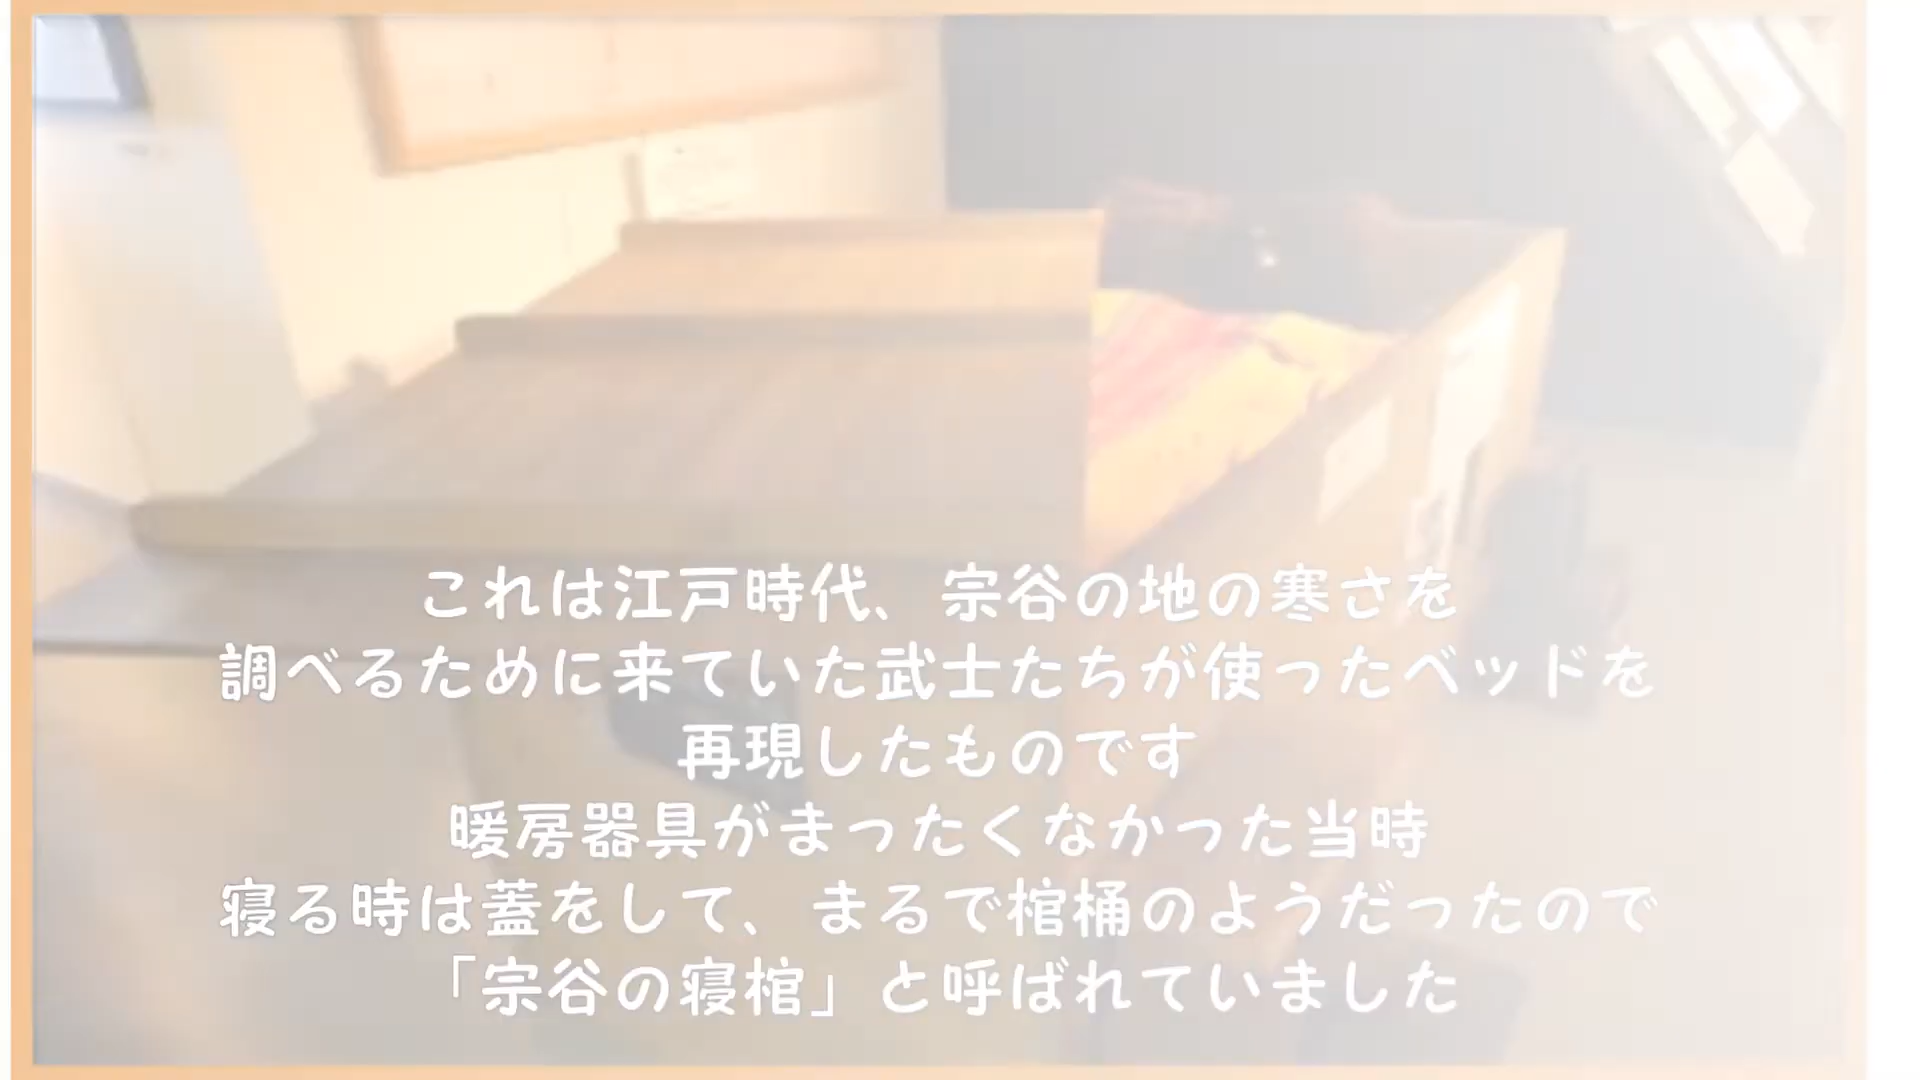 これは江戸時代、宗谷の地の寒さを
調べるために来ていた武士たちが使ったベッドを
再現したものです
暖房器具がまったくなかった当時
寝る時は蓋をして、まるで棺桶のようだったので
「宗谷の寝棺」と呼ばれていました